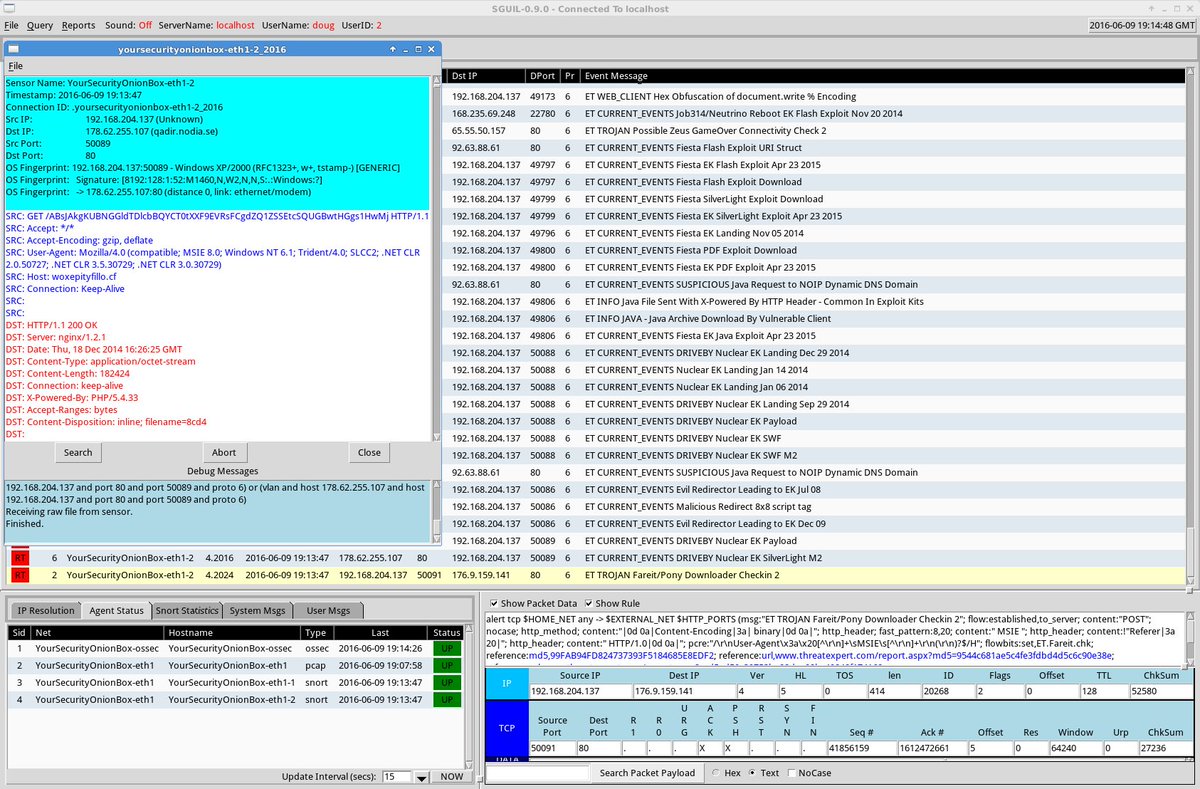 SGUIL-0.9.0 - Connected To localhost
File Query Reports Sound: Off ServerName: localhost UserName: doug UserID: 2 2016-06-09 19:14:48 GMT
yoursecurityonionbox-eth1-2_2016
File
Sensor Name: YourSecurityOnionBox-eth1-2
Timestamp: 2016-06-09 19:13:47
Connection ID: .yoursecurityonionbox-eth1-2_2016
Src IP: 192.168.204.137 (Unknown)
Dst IP: 178.62.255.107 (qadir.nodia.se)
Src Port: 50089
Dst Port: 80
OS Fingerprint: 192.168.204.137:50089 - Windows XP/2000 (RFC1323+, w+, tstamp-) [GENERIC]
OS Fingerprint: Signature: [8192:128:1:52:M1460,N,W2,N,N,S:.:Windows:?]
OS Fingerprint: -> 178.62.255.107:80 (distance 0, link: ethernet/modem)
SRC: GET /ABsJAkgKUBNGGldTDlcbBQYCT0tXXF9EVRsFCgdZQ1ZSSEtcSQUGBwtHGgs1HwMj HTTP/1.1
SRC: Accept: */*
SRC: Accept-Encoding: gzip, deflate
SRC: User-Agent: Mozilla/4.0 (compatible; MSIE 8.0; Windows NT 6.1; Trident/4.0; SLCC2; .NET CLR
2.0.50727; .NET CLR 3.5.30729; .NET CLR 3.0.30729)
SRC: Host: woxepityfillo.cf
SRC: Connection: Keep-Alive
SRC:
SRC:
DST: HTTP/1.1 200 OK
DST: Server: nginx/1.2.1
DST: Date: Thu, 18 Dec 2014 16:26:25 GMT
DST: Content-Type: application/octet-stream
DST: Content-Length: 182424
DST: Connection: keep-alive
DST: X-Powered-By: PHP/5.4.33
DST: Accept-Ranges: bytes
DST: Content-Disposition: inline; filename=8cd4
DST:
Search Abort Close
Debug Messages
192.168.204.137 and port 80 and port 50089 and proto 6) or (vlan and host 178.62.255.107 and host
192.168.204.137 and port 80 and port 50089 and proto 6)
Receiving raw file from sensor.
Finished.
Dst IP DPort Pr Event Message
192.168.204.137 49173 6 ET WEB_CLIENT Hex Obfuscation of document.write % Encoding
168.235.69.248 22780 6 ET CURRENT_EVENTS Job314/Neutrino Reboot EK Flash Exploit Nov 20 2014
65.55.50.157 80 6 ET TROJAN Possible Zeus GameOver Connectivity Check 2
92.63.88.61 80 6 ET CURRENT_EVENTS Fiesta Flash Exploit URI Struct
192.168.204.137 49797 6 ET CURRENT_EVENTS Fiesta EK Flash Exploit Apr 23 2015
192.168.204.137 49797 6 ET CURRENT_EVENTS Fiesta Flash Exploit Download
192.168.204.137 49799 6 ET CURRENT_EVENTS Fiesta SilverLight Exploit Download
192.168.204.137 49799 6 ET CURRENT_EVENTS Fiesta EK SilverLight Exploit Apr 23 2015
192.168.204.137 49796 6 ET CURRENT_EVENTS Fiesta EK Landing Nov 05 2014
192.168.204.137 49800 6 ET CURRENT_EVENTS Fiesta PDF Exploit Download
192.168.204.137 49800 6 ET CURRENT_EVENTS Fiesta EK PDF Exploit Apr 23 2015
92.63.88.61 80 6 ET CURRENT_EVENTS SUSPICIOUS Java Request to NOIP Dynamic DNS Domain
192.168.204.137 49806 6 ET INFO Java File Sent With X-Powered By HTTP Header - Common In Exploit Kits
192.168.204.137 49806 6 ET INFO JAVA - Java Archive Download By Vulnerable Client
192.168.204.137 49806 6 ET CURRENT_EVENTS Fiesta EK Java Exploit Apr 23 2015
192.168.204.137 50088 6 ET CURRENT_EVENTS DRIVEBY Nuclear EK Landing Dec 29 2014
192.168.204.137 50088 6 ET CURRENT_EVENTS Nuclear EK Landing Jan 14 2014
192.168.204.137 50088 6 ET CURRENT_EVENTS Nuclear EK Landing Jan 06 2014
192.168.204.137 50088 6 ET CURRENT_EVENTS DRIVEBY Nuclear EK Landing Sep 29 2014
192.168.204.137 50088 6 ET CURRENT_EVENTS DRIVEBY Nuclear EK Payload
192.168.204.137 50088 6 ET CURRENT_EVENTS DRIVEBY Nuclear EK SWF
192.168.204.137 50088 6 ET CURRENT_EVENTS DRIVEBY Nuclear EK SWF M2
92.63.88.61 80 6 ET CURRENT_EVENTS SUSPICIOUS Java Request to NOIP Dynamic DNS Domain
192.168.204.137 50086 6 ET CURRENT_EVENTS Evil Redirector Leading to EK Jul 08
192.168.204.137 50086 6 ET CURRENT_EVENTS Malicious Redirect 8x8 script tag
192.168.204.137 50086 6 ET CURRENT_EVENTS Evil Redirector Leading to EK Dec 09
192.168.204.137 50089 6 ET CURRENT_EVENTS DRIVEBY Nuclear EK Payload
RT 6 YourSecurityOnionBox-eth1-2 4.2016 2016-06-09 19:13:47 178.62.255.107 80 192.168.204.137 50089 6 ET CURRENT_EVENTS DRIVEBY Nuclear EK SilverLight M2
RT 2 YourSecurityOnionBox-eth1-2 4.2024 2016-06-09 19:13:47 192.168.204.137 50091 176.9.159.141 80 6 ET TROJAN Fareit/Pony Downloader Checkin 2
IP Resolution Agent Status Snort Statistics System Msgs User Msgs
Sid Net Hostname Type Last Status
1 YourSecurityOnionBox-ossec YourSecurityOnionBox-ossec ossec 2016-06-09 19:14:26 UP
2 YourSecurityOnionBox-eth1 YourSecurityOnionBox-eth1 pcap 2016-06-09 19:07:58 UP
3 YourSecurityOnionBox-eth1 YourSecurityOnionBox-eth1-1 snort 2016-06-09 19:13:47 UP
4 YourSecurityOnionBox-eth1 YourSecurityOnionBox-eth1-2 snort 2016-06-09 19:13:47 UP
Update Interval (secs): 15 NOW
Show Packet Data Show Rule
alert tcp $HOME_NET any -> $EXTERNAL_NET $HTTP_PORTS (msg:"ET TROJAN Fareit/Pony Downloader Checkin 2"; flow:established,to_server; content:"POST";
nocase; http_method; content:"|0d 0a|Content-Encoding|3a| binary|0d 0a|"; http_header; fast_pattern:8,20; content:" MSIE "; http_header; content:!"Referer|3a
20|"; http_header; content:" HTTP/1.0|0d 0a|"; pcre:"/\r\nUser-Agent\x3a\x20[^\r\n]+\sMSIE\s[^\r\n]+\r\n(\r\n)?$/H"; flowbits:set,ET.Fareit.chk;
reference:md5,99FAB94FD824737393F5184685E8EDF2; reference:url,www.threatexpert.com/report.aspx?md5=9544c681ae5c4fe3fdbd4d5c6c90e38e;
IP Source IP Dest IP Ver HL TOS len ID Flags Offset TTL ChkSum
192.168.204.137 176.9.159.141 4 5 0 414 20268 2 0 128 52580
TCP Source Port Dest Port R1 R0 URG ACK PSH RST SYN FIN Seq # Ack # Offset Res Window Urp ChkSum
50091 80 . . . X X . . . 41856159 1612472661 5 0 64240 0 27236
Search Packet Payload Hex Text NoCase